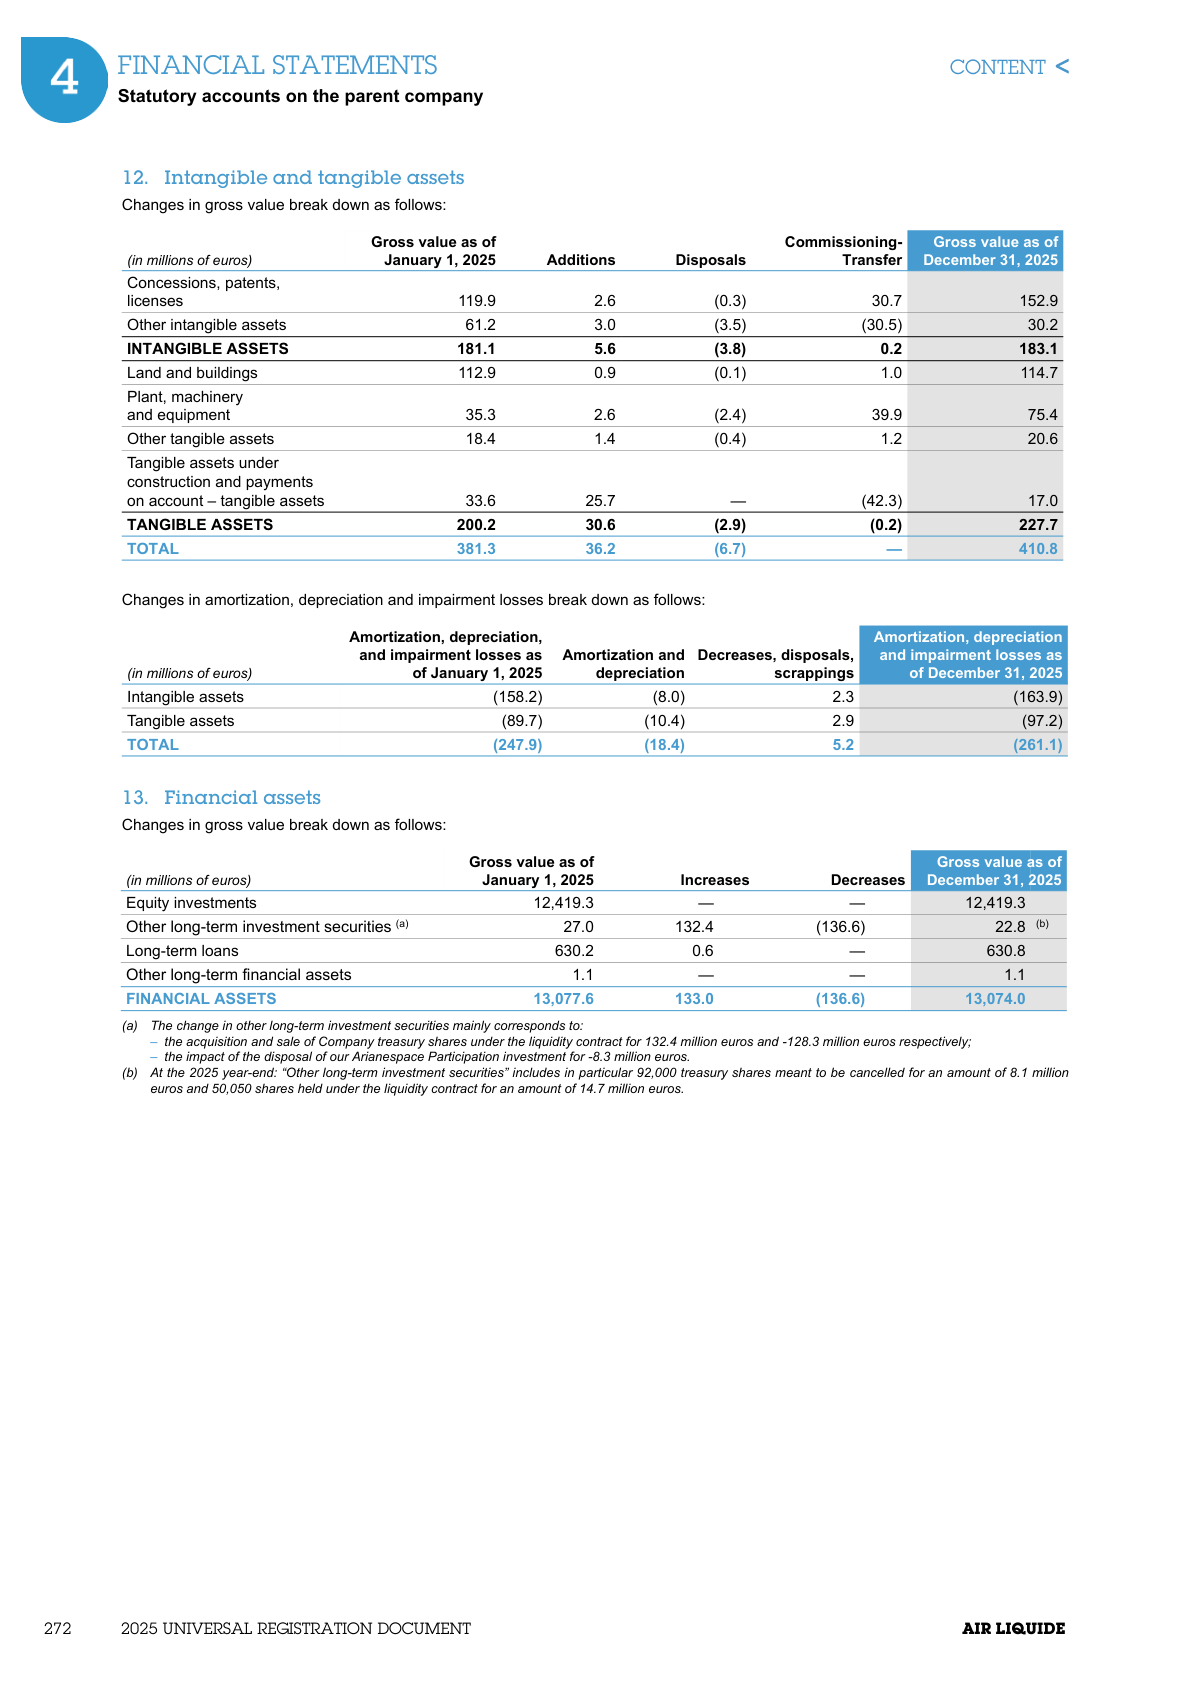 4
FINANCIAL STATEMENTS
CONTENT <
Statutory accounts on the parent company
12. Intangible and tangible assets
Changes in gross value break down as follows:
(in millions of euros) Gross value as of January 1, 2025 Additions Disposals Commissioning-Transfer Gross value as of December 31, 2025
Concessions, patents,
licenses 119.9 2.6 (0.3) 30.7 152.9
Other intangible assets 61.2 3.0 (3.5) (30.5) 30.2
INTANGIBLE ASSETS 181.1 5.6 (3.8) 0.2 183.1
Land and buildings 112.9 0.9 (0.1) 1.0 114.7
Plant, machinery
and equipment 35.3 2.6 (2.4) 39.9 75.4
Other tangible assets 18.4 1.4 (0.4) 1.2 20.6
Tangible assets under
construction and payments
on account – tangible assets 33.6 25.7 — (42.3) 17.0
TANGIBLE ASSETS 200.2 30.6 (2.9) (0.2) 227.7
TOTAL 381.3 36.2 (6.7) — 410.8
Changes in amortization, depreciation and impairment losses break down as follows:
(in millions of euros) Amortization, depreciation, and impairment losses as of January 1, 2025 Amortization and depreciation Decreases, disposals, scrappings Amortization, depreciation and impairment losses as of December 31, 2025
Intangible assets (158.2) (8.0) 2.3 (163.9)
Tangible assets (89.7) (10.4) 2.9 (97.2)
TOTAL (247.9) (18.4) 5.2 (261.1)
13. Financial assets
Changes in gross value break down as follows:
(in millions of euros) Gross value as of January 1, 2025 Increases Decreases Gross value as of December 31, 2025
Equity investments 12,419.3 — — 12,419.3
Other long-term investment securities (a) 27.0 132.4 (136.6) 22.8 (b)
Long-term loans 630.2 0.6 — 630.8
Other long-term financial assets 1.1 — — 1.1
FINANCIAL ASSETS 13,077.6 133.0 (136.6) 13,074.0
(a) The change in other long-term investment securities mainly corresponds to:
– the acquisition and sale of Company treasury shares under the liquidity contract for 132.4 million euros and -128.3 million euros respectively;
– the impact of the disposal of our Arianespace Participation investment for -8.3 million euros.
(b) At the 2025 year-end: “Other long-term investment securities” includes in particular 92,000 treasury shares meant to be cancelled for an amount of 8.1 million
euros and 50,050 shares held under the liquidity contract for an amount of 14.7 million euros.
272 2025 UNIVERSAL REGISTRATION DOCUMENT AIR LIQUIDE